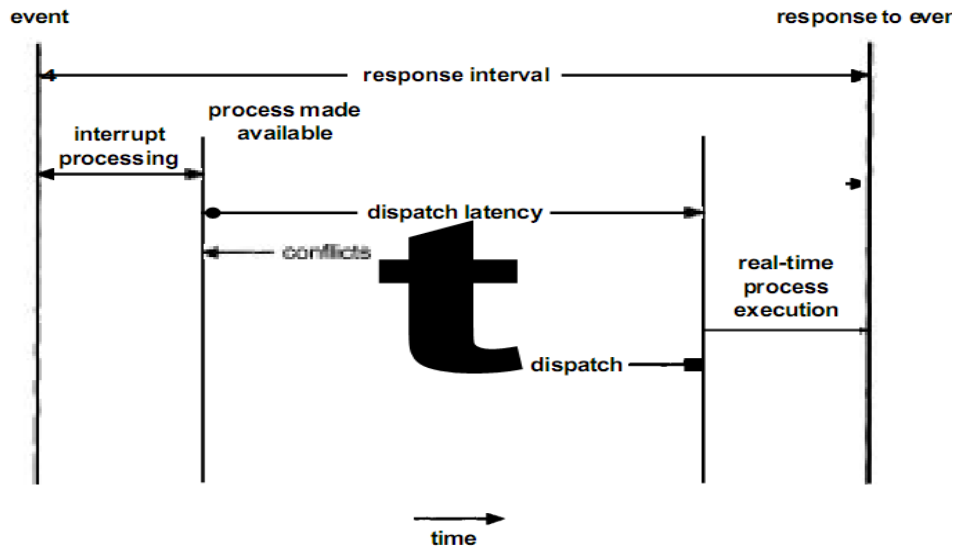 event
response to even
response interval
process made
available
interrupt
processing
dispatch latency
conflicts
t
real-time
process
execution
dispatch
time